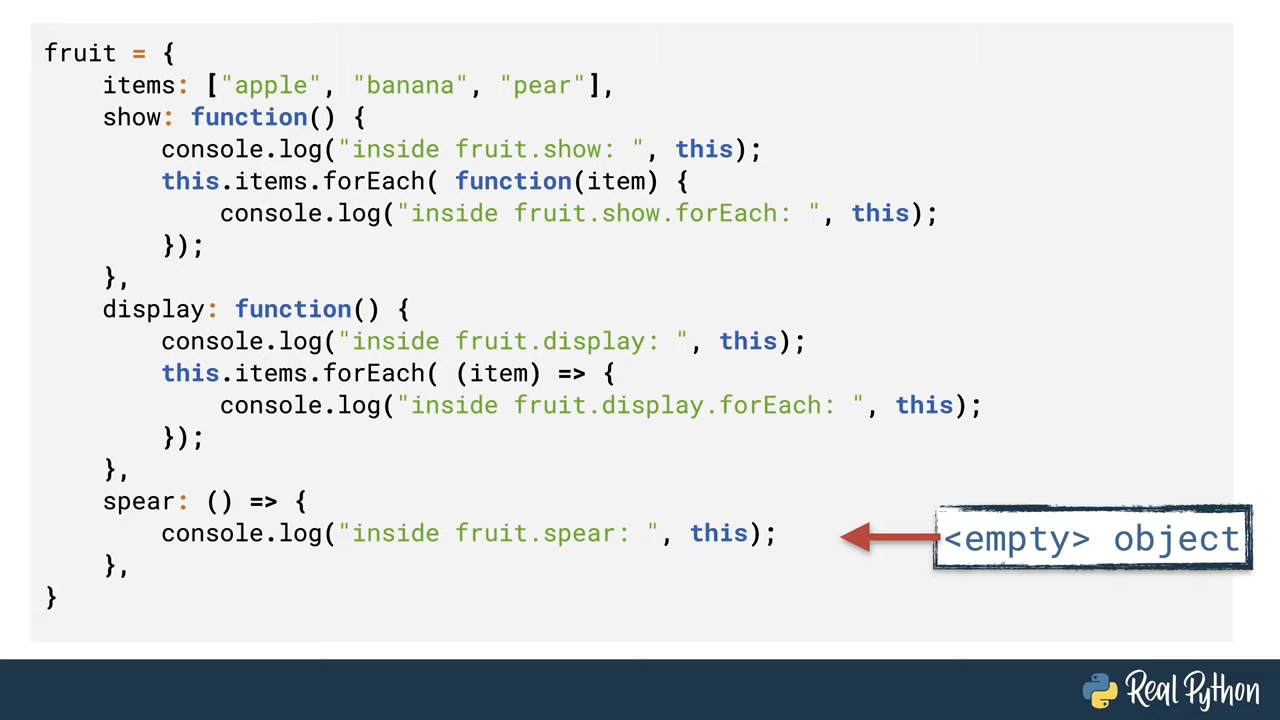 fruit = {
    items: ["apple", "banana", "pear"],
    show: function() {
        console.log("inside fruit.show: ", this);
        this.items.forEach( function(item) {
            console.log("inside fruit.show.forEach: ", this);
        });
    },
    display: function() {
        console.log("inside fruit.display: ", this);
        this.items.forEach( (item) => {
            console.log("inside fruit.display.forEach: ", this);
        });
    },
    spear: () => {
        console.log("inside fruit.spear: ", this);
    },
}
<empty> object
Real Python